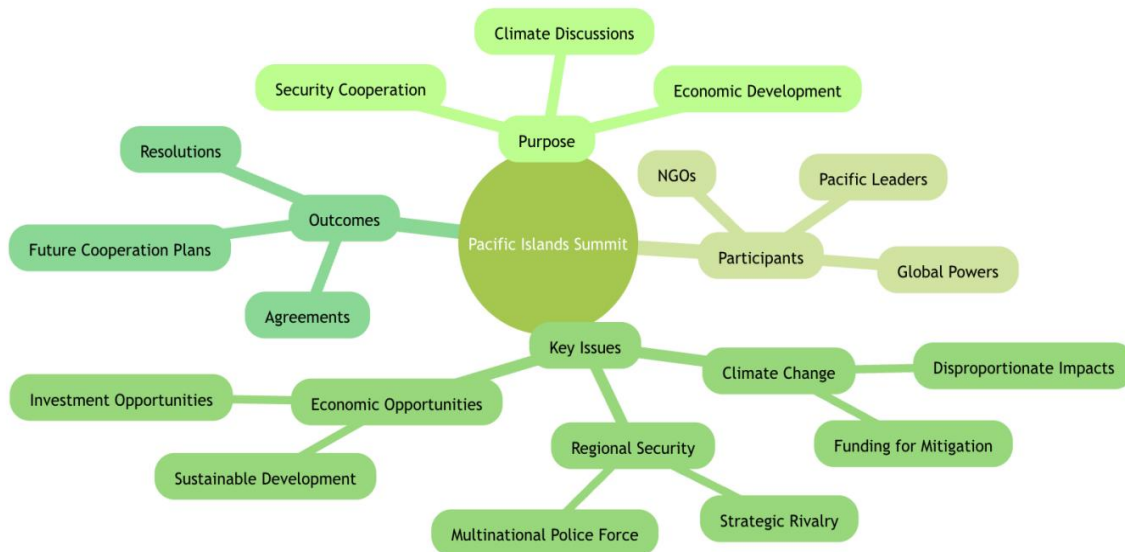 Climate Discussions
Security Cooperation
Economic Development
Purpose
Resolutions
NGOs
Pacific Leaders
Outcomes
Pacific Islands Summit
Future Cooperation Plans
Participants
Global Powers
Agreements
Key Issues
Climate Change
Disproportionate Impacts
Investment Opportunities
Economic Opportunities
Regional Security
Funding for Mitigation
Sustainable Development
Multinational Police Force
Strategic Rivalry